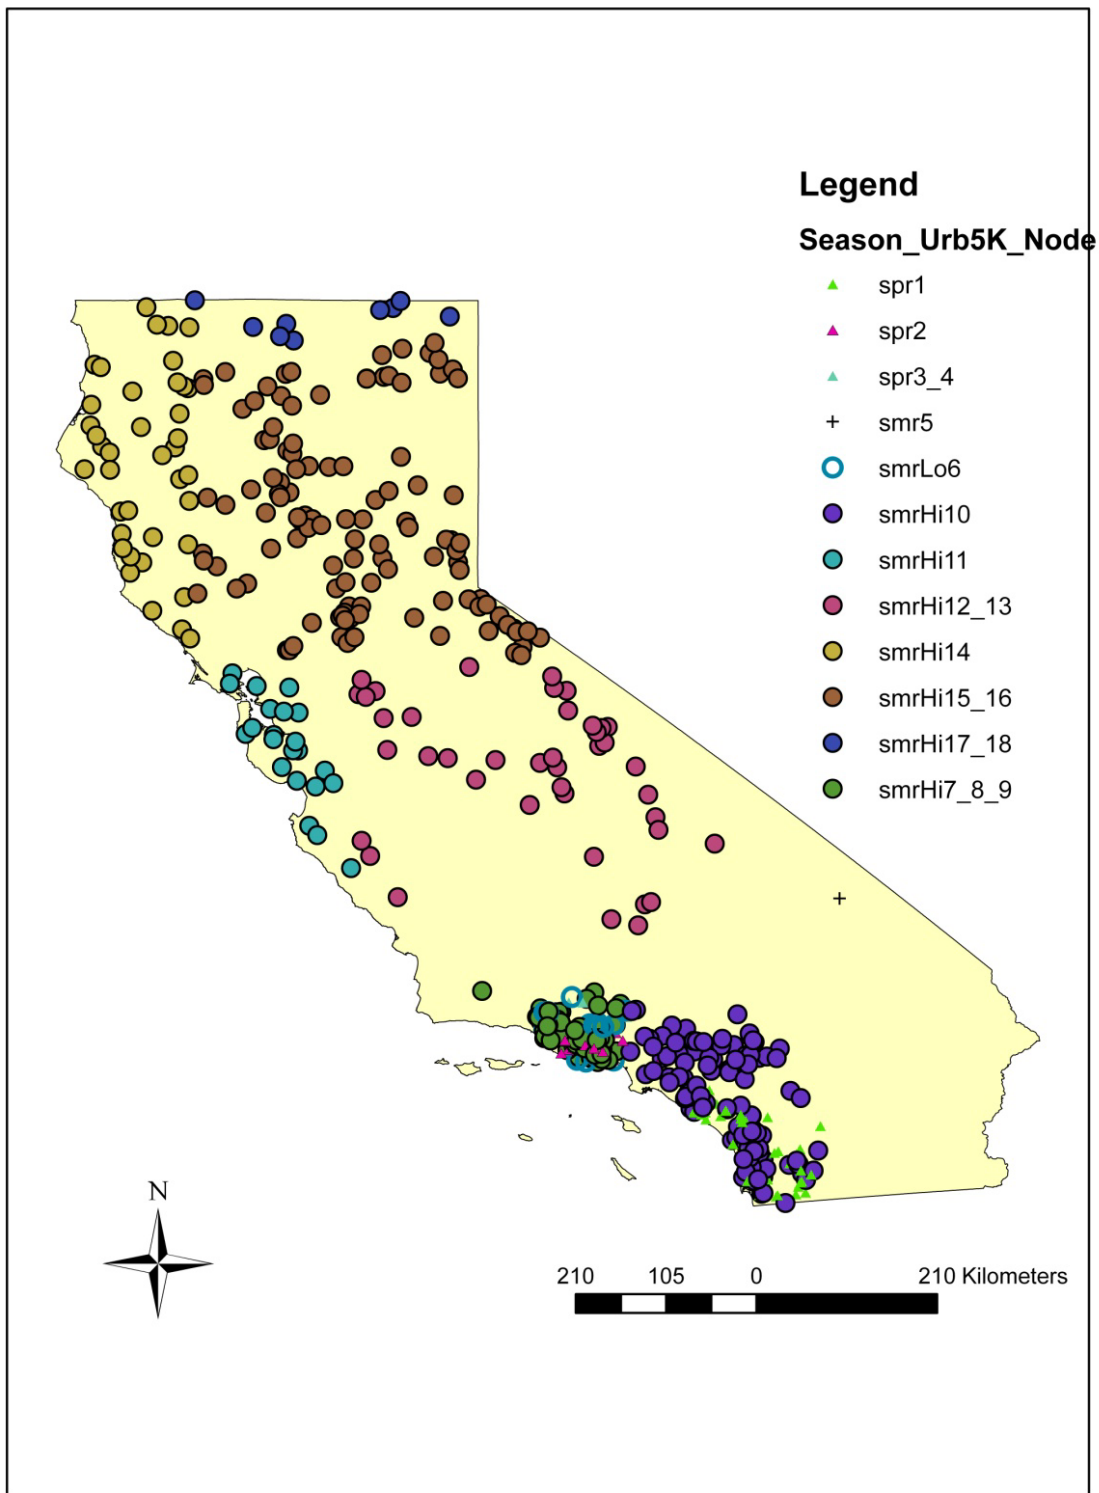 Legend
Season_Urb5K_Node
spr1
spr2
spr3_4
smr5
smrLo6
smrHi10
smrHi11
smrHi12_13
smrHi14
smrHi15_16
smrHi17_18
smrHi7_8_9
N
210 105 0 210 Kilometers